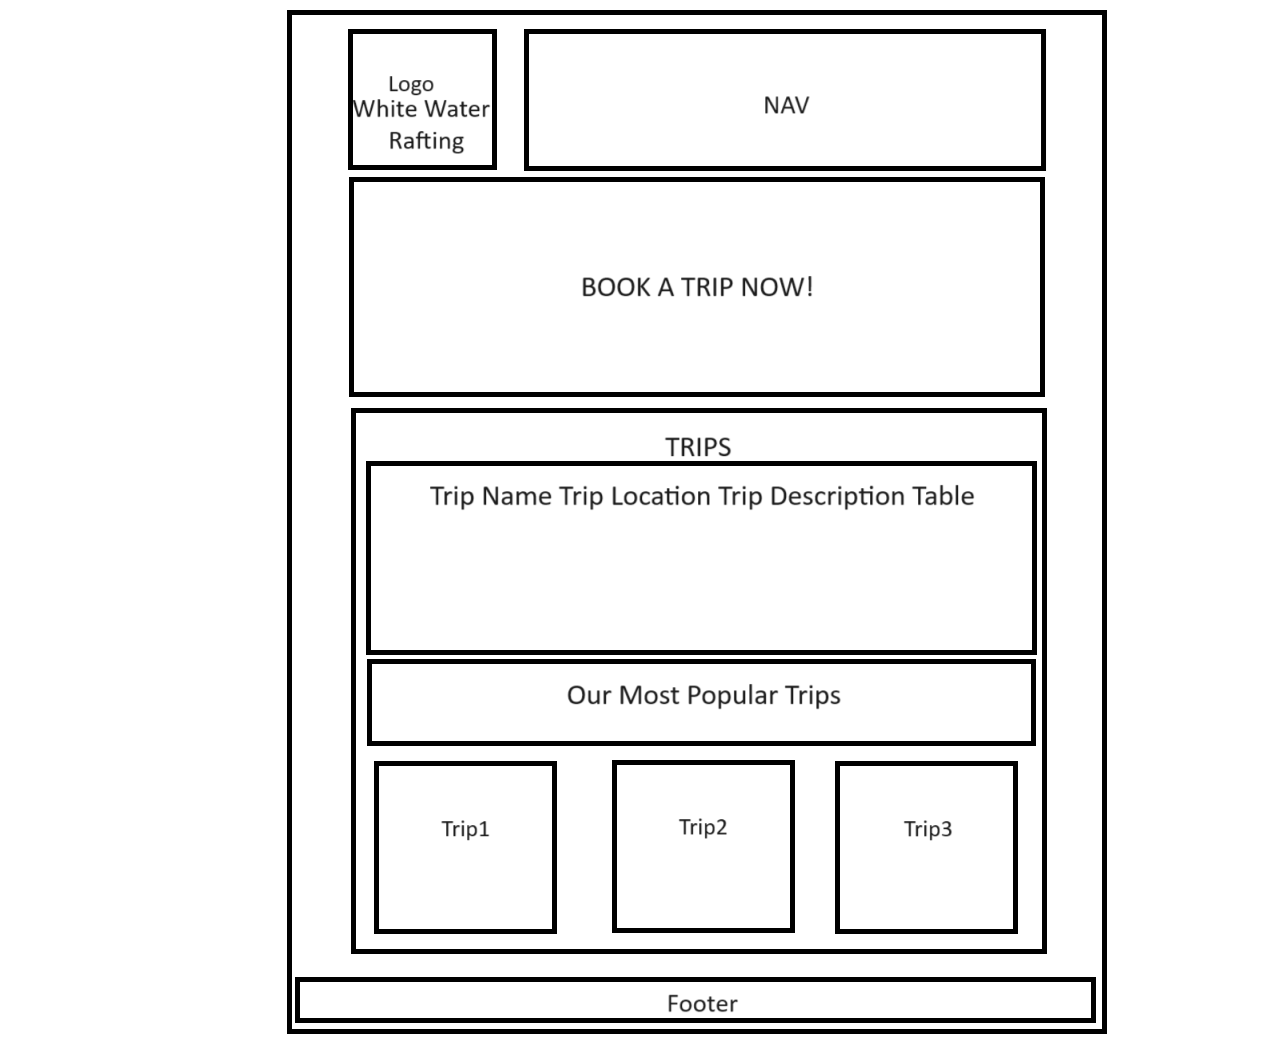 Logo
White Water
Rafting
NAV
BOOK A TRIP NOW!
TRIPS
Trip Name Trip Location Trip Description Table
Our Most Popular Trips
Trip1
Trip2
Trip3
Footer